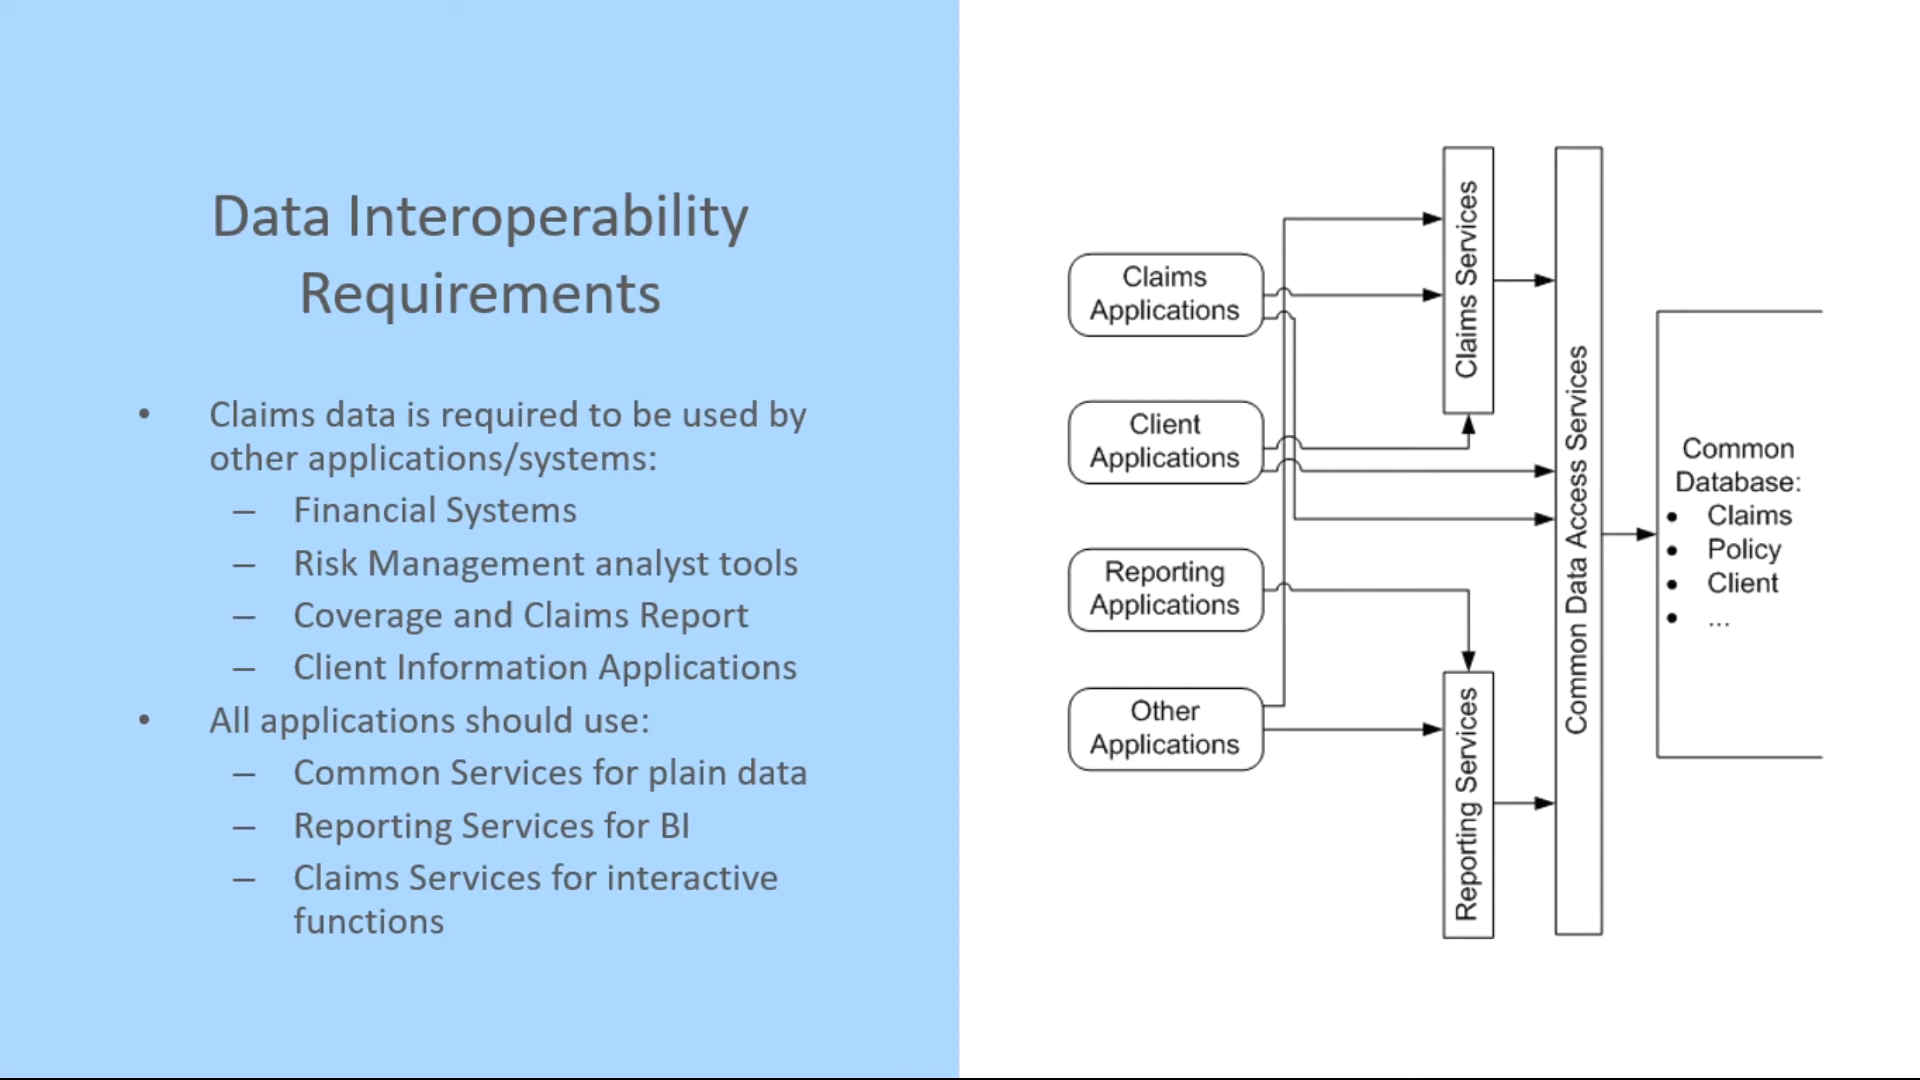 Data Interoperability
Requirements
• Claims data is required to be used by
other applications/systems:
– Financial Systems
– Risk Management analyst tools
– Coverage and Claims Report
– Client Information Applications
• All applications should use:
– Common Services for plain data
– Reporting Services for BI
– Claims Services for interactive
functions
Claims
Applications
Client
Applications
Reporting
Applications
Other
Applications
Claims Services
Reporting Services
Common Data Access Services
Common
Database:
• Claims
• Policy
• Client
• ...